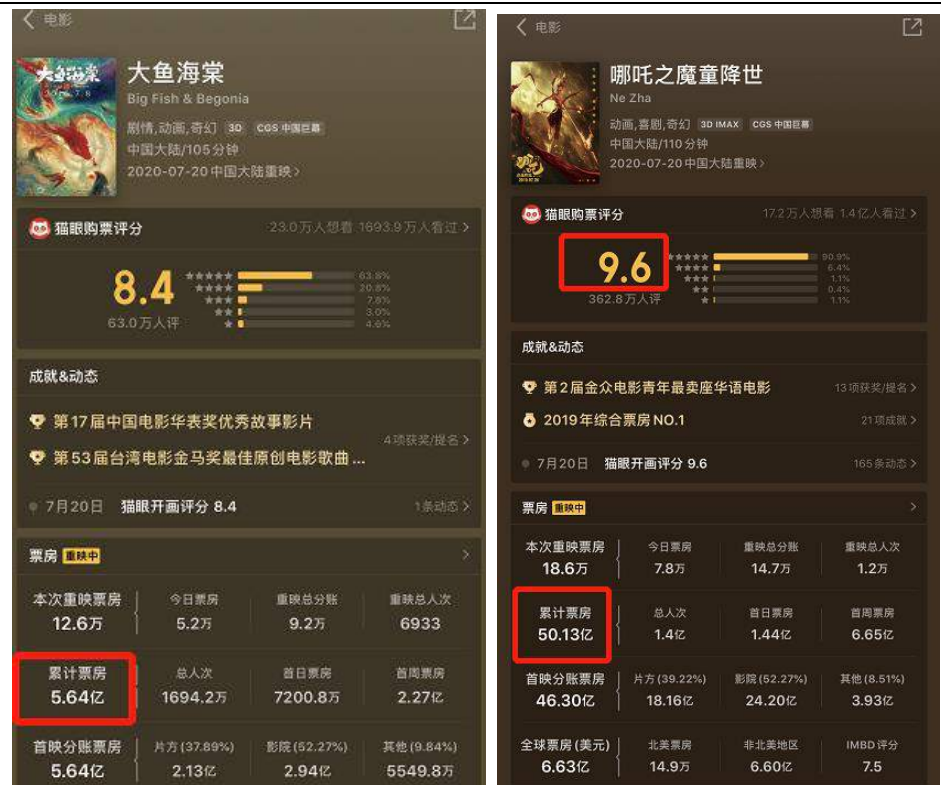 电影
大鱼海棠
大鱼海棠
Big Fish & Begonia
剧情,动画,奇幻 3D CGS 中国巨幕
中国大陆/105分钟
2020-07-20中国大陆重映>
猫眼购票评分 23.0万人想看 1693.9万人看过 >
8.4
63.0万人评
★★★★★ 63.8%
★★★★ 20.8%
★★★ 7.8%
★★ 3.0%
★ 4.6%
成就&动态
第17届中国电影华表奖优秀故事影片
第53届台湾电影金马奖最佳原创电影歌曲 ...
4项获奖/提名 >
7月20日 猫眼开画评分 8.4 1条动态 >
票房 重映中 >
本次重映票房 今日票房 重映总分账 重映总人次
12.6万 5.2万 9.2万 6933
累计票房 总人次 首日票房 首周票房
5.64亿 1694.2万 7200.8万 2.27亿
首映分账票房 片方(37.89%) 影院(52.27%) 其他(9.84%)
5.64亿 2.13亿 2.94亿 5549.8万
电影
哪吒之魔童降世
Ne Zha
动画,喜剧,奇幻 3D IMAX CGS 中国巨幕
中国大陆/110分钟
2020-07-20中国大陆重映>
猫眼购票评分 17.2万人想看 1.4亿人看过 >
9.6
362.8万人评
★★★★★ 90.9%
★★★★ 6.4%
★★★ 1.1%
★★ 0.4%
★ 1.1%
成就&动态
第2届金众电影青年最卖座华语电影 13项获奖/提名 >
2019年综合票房 NO.1 21项成就 >
7月20日 猫眼开画评分 9.6 165条动态 >
票房 重映中 >
本次重映票房 今日票房 重映总分账 重映总人次
18.6万 7.8万 14.7万 1.2万
累计票房 总人次 首日票房 首周票房
50.13亿 1.4亿 1.44亿 6.65亿
首映分账票房 片方(39.22%) 影院(52.27%) 其他(8.51%)
46.30亿 18.16亿 24.20亿 3.93亿
全球票房(美元) 北美票房 非北美地区 IMBD评分
6.63亿 14.9万 6.60亿 7.5